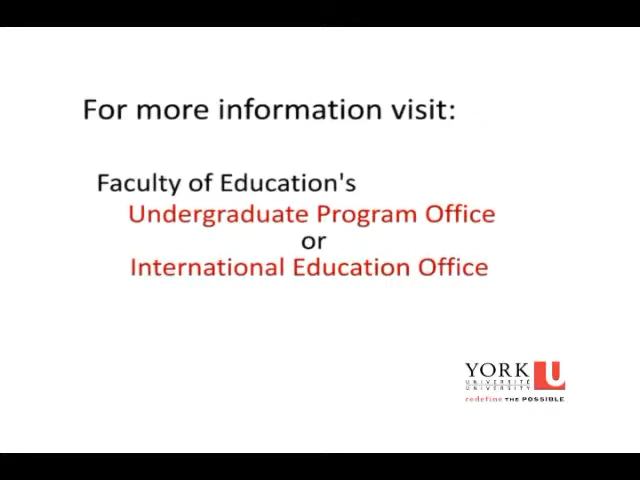 For more information visit:
Faculty of Education's
Undergraduate Program Office
or
International Education Office
YORK U
UNIVERSITÉ
UNIVERSITY
redefine THE POSSIBLE